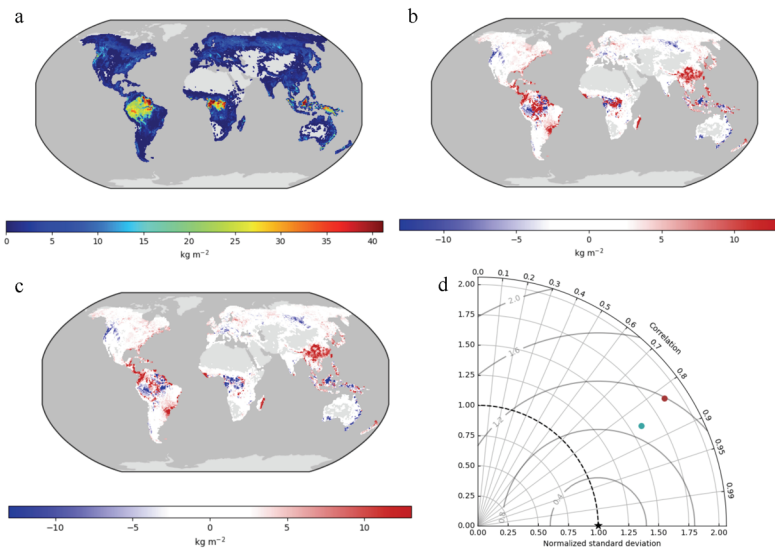 a
0 5 10 15 20 25 30 35 40
kg m⁻²
b
−10 −5 0 5 10
kg m⁻²
c
−10 −5 0 5 10
kg m⁻²
d
0.0 0.1 0.2 0.3 0.4 0.5 0.6 0.7 0.8 0.9 0.95 0.99
Correlation
2.00
1.75
1.50
1.25
1.00
0.75
0.50
0.25
0.00
2.0
1.6
1.2
0.4
0.00 0.25 0.50 0.75 1.00 1.25 1.50 1.75 2.00
Normalized standard deviation